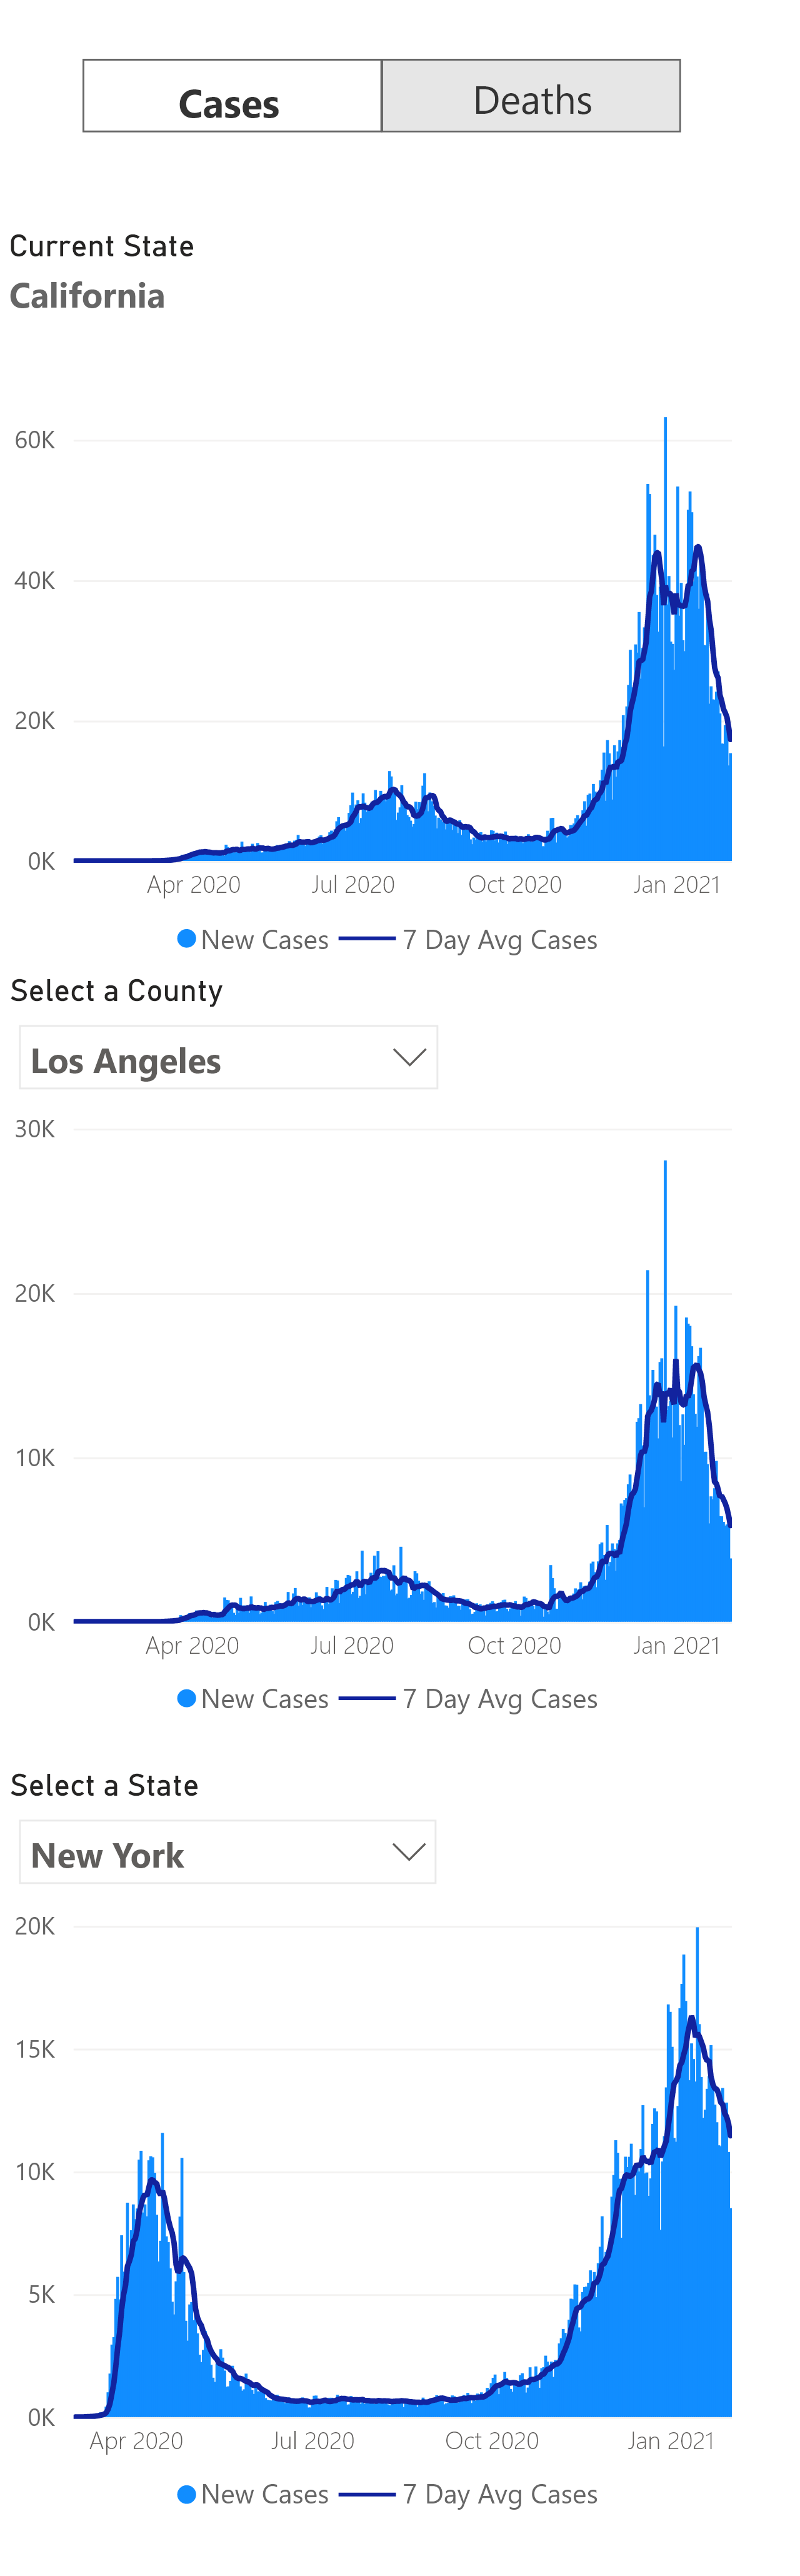 Cases Deaths
Current State
California
60K
40K
20K
0K
Apr 2020 Jul 2020 Oct 2020 Jan 2021
New Cases 7 Day Avg Cases
Select a County
Los Angeles
30K
20K
10K
0K
Apr 2020 Jul 2020 Oct 2020 Jan 2021
New Cases 7 Day Avg Cases
Select a State
New York
20K
15K
10K
5K
0K
Apr 2020 Jul 2020 Oct 2020 Jan 2021
New Cases 7 Day Avg Cases